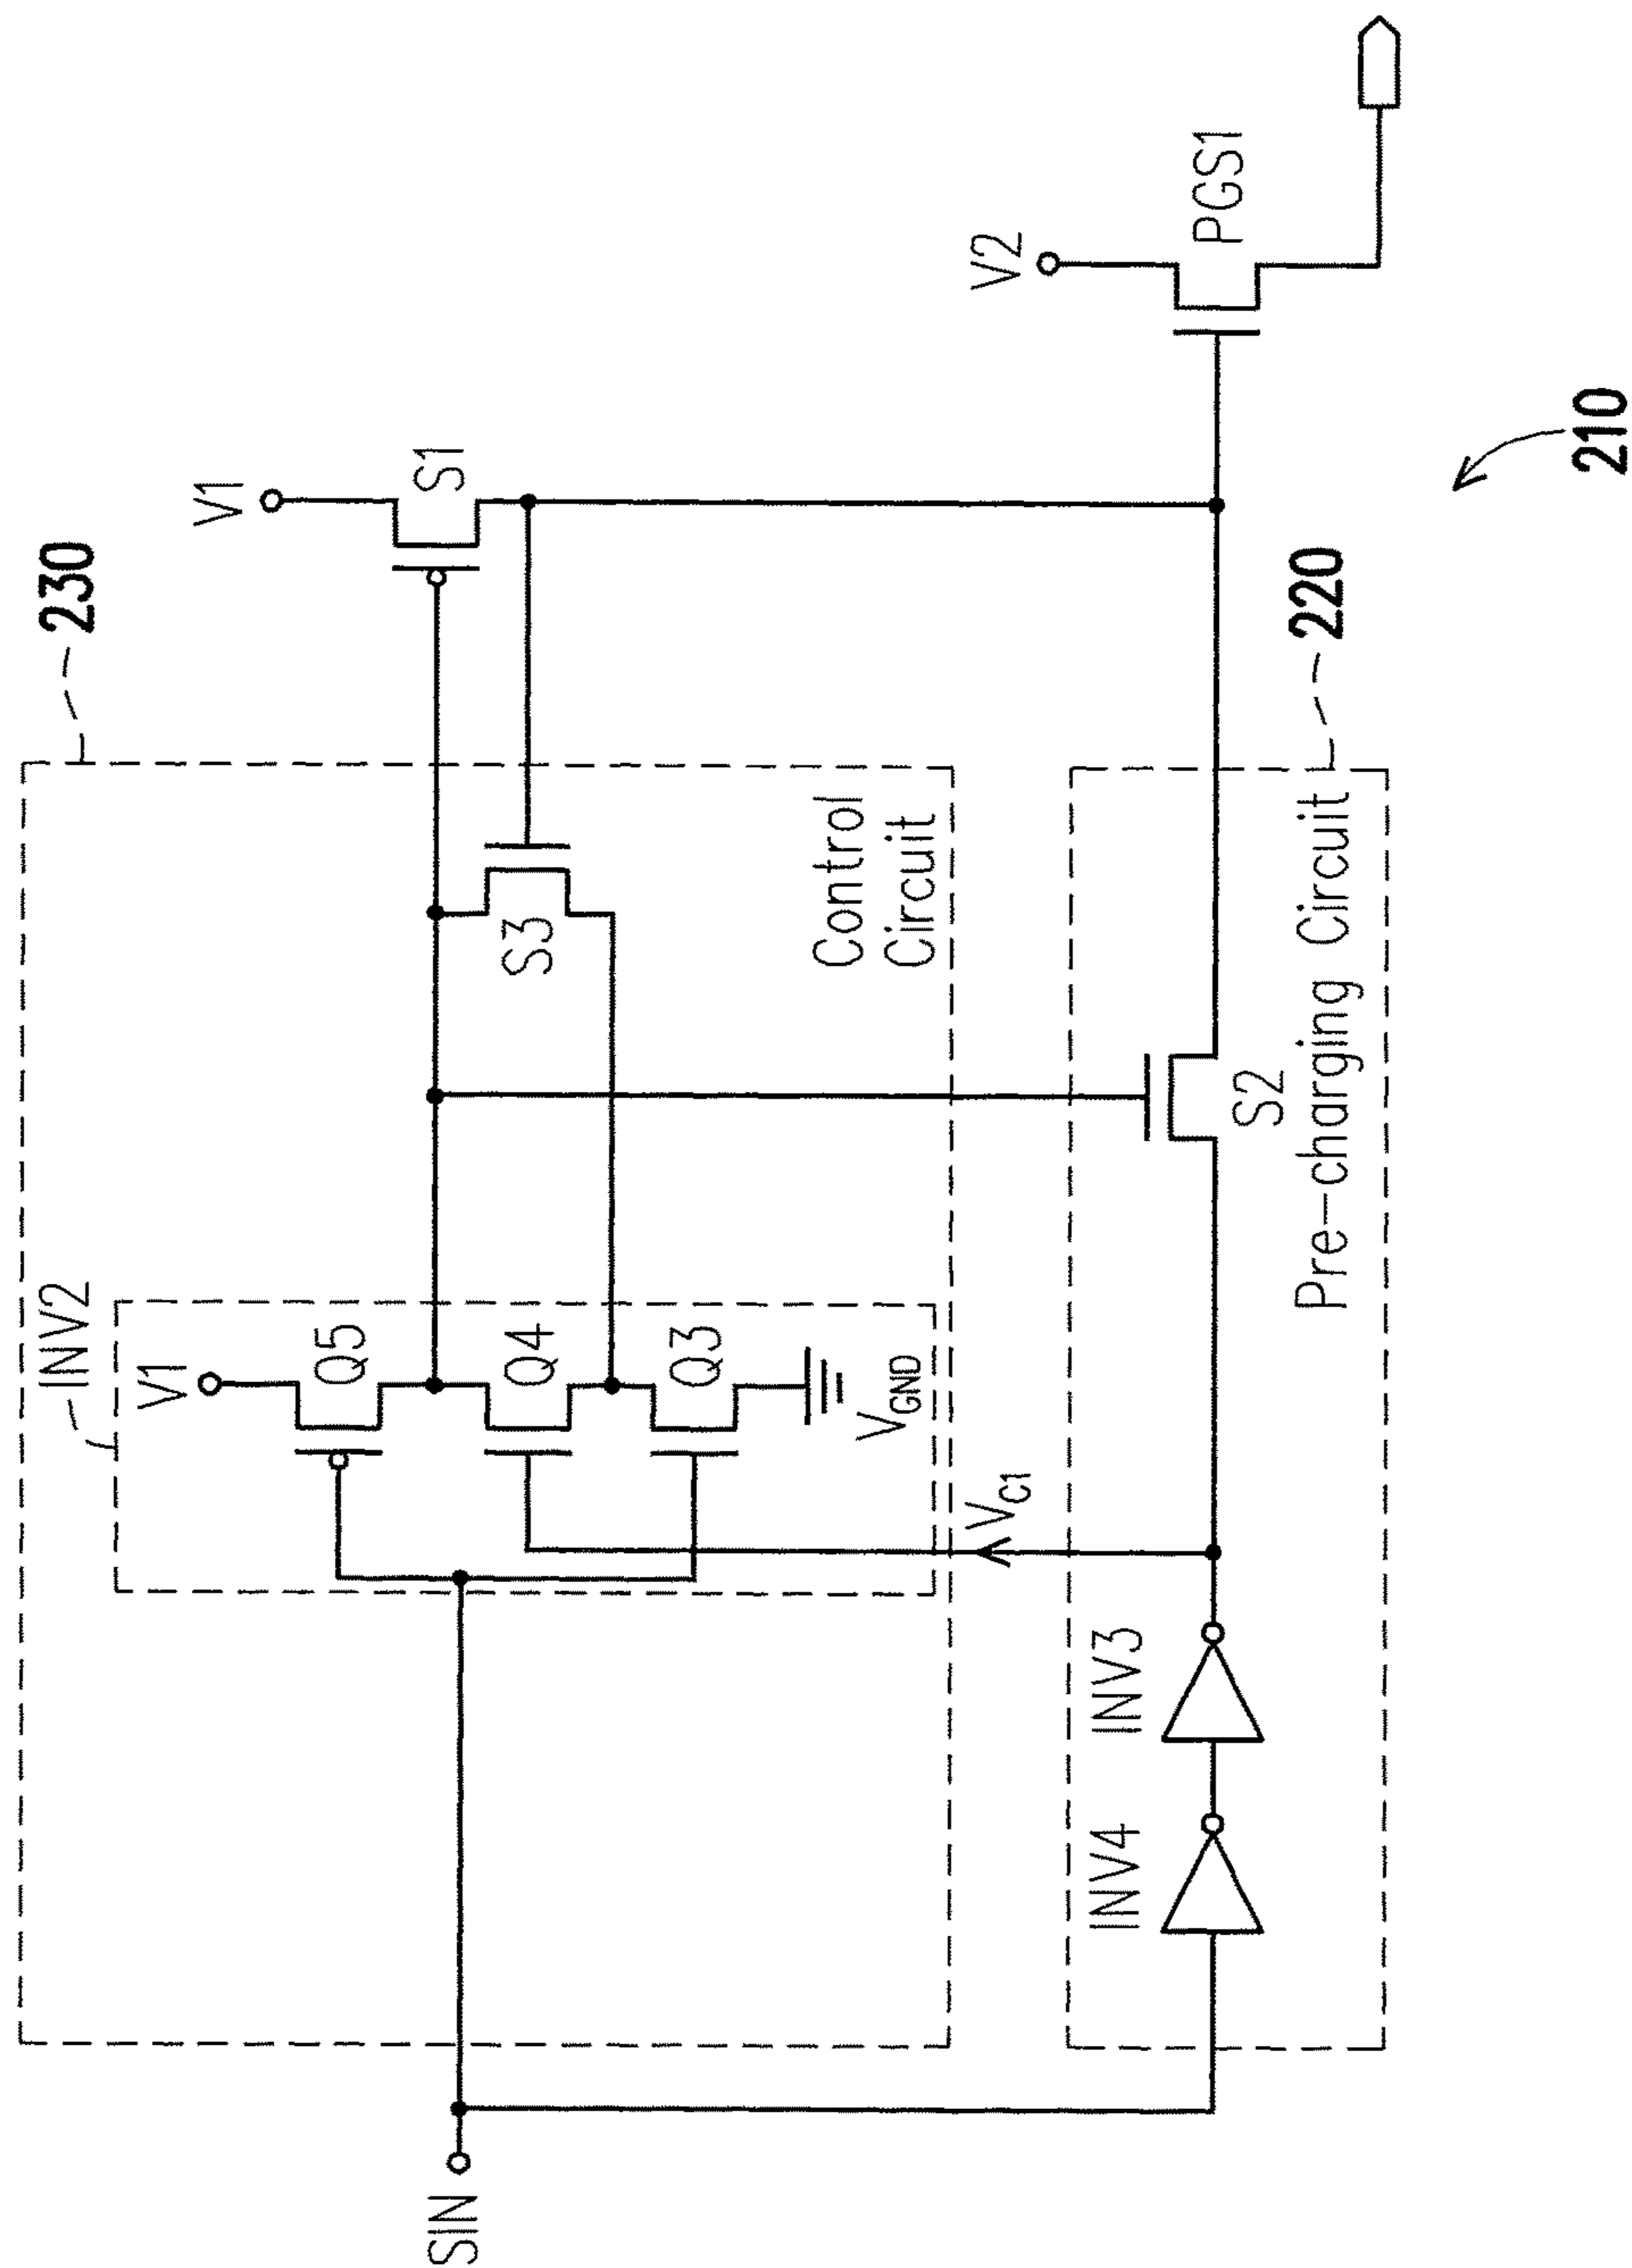 230
INV2
V1
Q5
Q4
Q3
VGND
S3
Control
Circuit
V1
S1
V2
PGS1
SIN
VC1
INV4
INV3
S2
Pre-charging Circuit
220
210